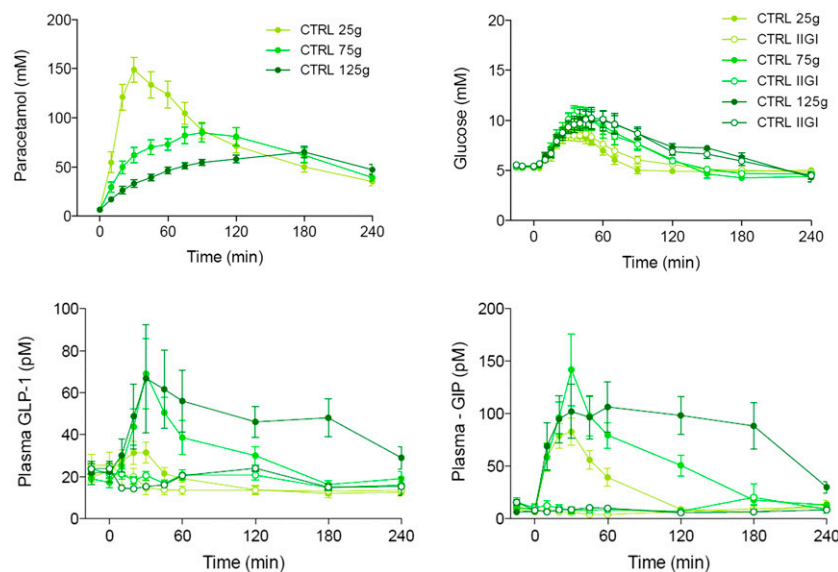 CTRL 25g
CTRL 75g
CTRL 125g
200
150
100
50
0
Paracetamol (mM)
0 60 120 180 240
Time (min)
CTRL 25g
CTRL IIGI
CTRL 75g
CTRL IIGI
CTRL 125g
CTRL IIGI
20
15
10
5
0
Glucose (mM)
0 60 120 180 240
Time (min)
100
80
60
40
20
0
Plasma GLP-1 (pM)
0 60 120 180 240
Time (min)
200
150
100
50
0
Plasma - GIP (pM)
0 60 120 180 240
Time (min)